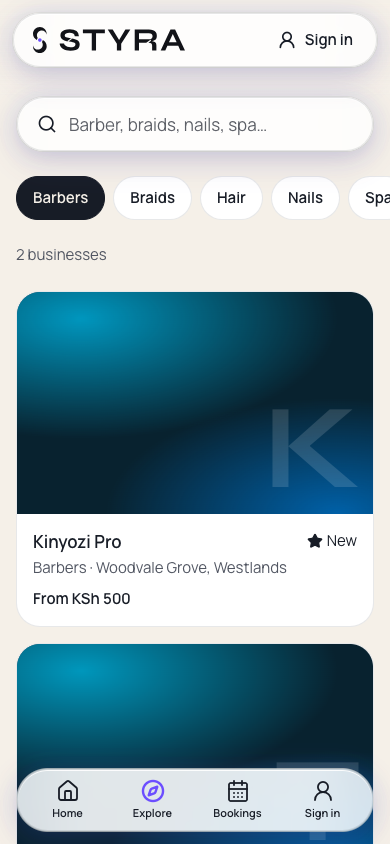 STYRA
Sign in
Barber, braids, nails, spa...
Barbers
Braids
Hair
Nails
Spa
2 businesses
K
Kinyozi Pro
New
Barbers · Woodvale Grove, Westlands
From KSh 500
Home
Explore
Bookings
Sign in